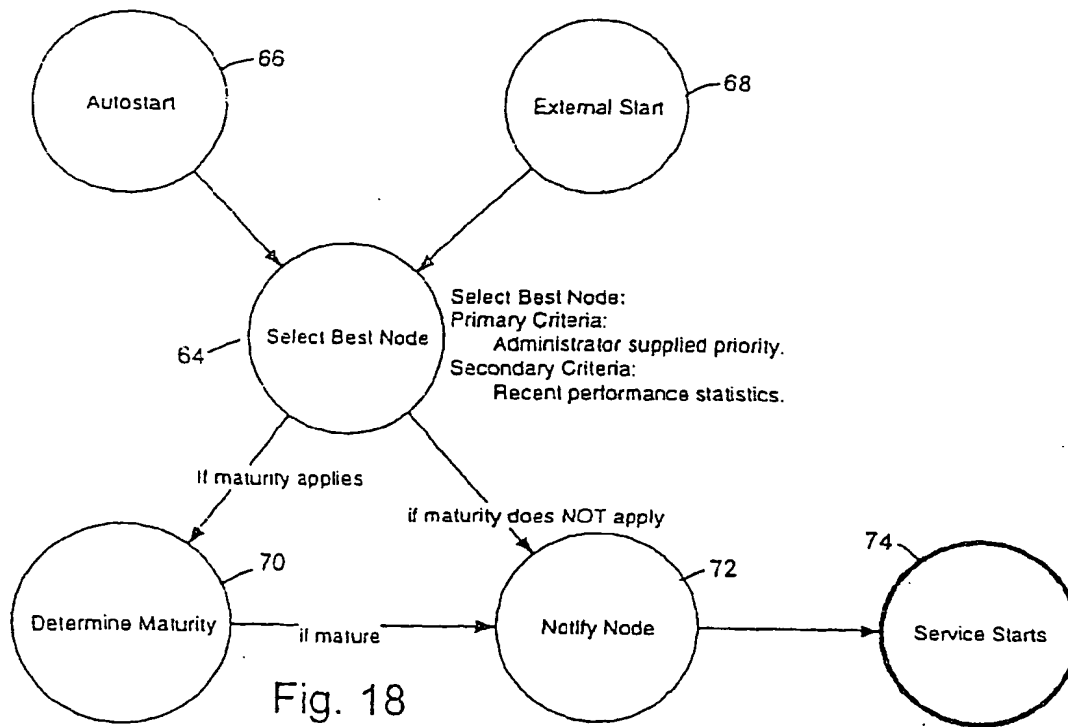 66
68
Autostart
External Start
Select Best Node:
Primary Criteria:
Administrator supplied priority.
Secondary Criteria:
Recent performance statistics.
Select Best Node
64
If maturity applies
if maturity does NOT apply
70
72
74
Determine Maturity
if mature
Notify Node
Service Starts
Fig. 18